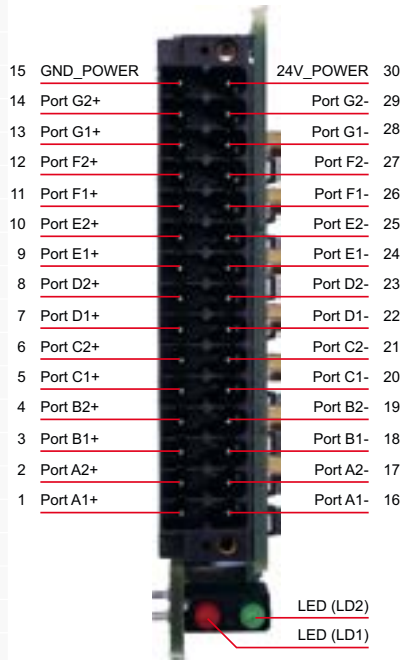 15 GND_POWER 24V_POWER 30
14 Port G2+ Port G2- 29
13 Port G1+ Port G1- 28
12 Port F2+ Port F2- 27
11 Port F1+ Port F1- 26
10 Port E2+ Port E2- 25
9 Port E1+ Port E1- 24
8 Port D2+ Port D2- 23
7 Port D1+ Port D1- 22
6 Port C2+ Port C2- 21
5 Port C1+ Port C1- 20
4 Port B2+ Port B2- 19
3 Port B1+ Port B1- 18
2 Port A2+ Port A2- 17
1 Port A1+ Port A1- 16
LED (LD2)
LED (LD1)